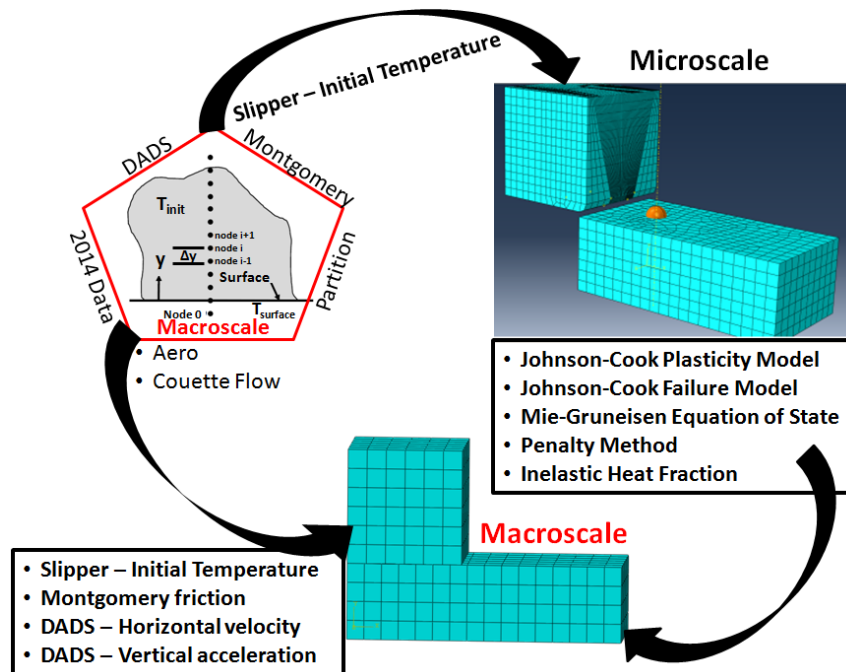 Slipper – Initial Temperature
Microscale
DADS
Montgomery
2014 Data
Partition
T_init
node i+1
node i
node i-1
Δy
y
Surface
Node 0
T_surface
Macroscale
• Aero
• Couette Flow
• Johnson-Cook Plasticity Model
• Johnson-Cook Failure Model
• Mie-Gruneisen Equation of State
• Penalty Method
• Inelastic Heat Fraction
Macroscale
• Slipper – Initial Temperature
• Montgomery friction
• DADS – Horizontal velocity
• DADS – Vertical acceleration